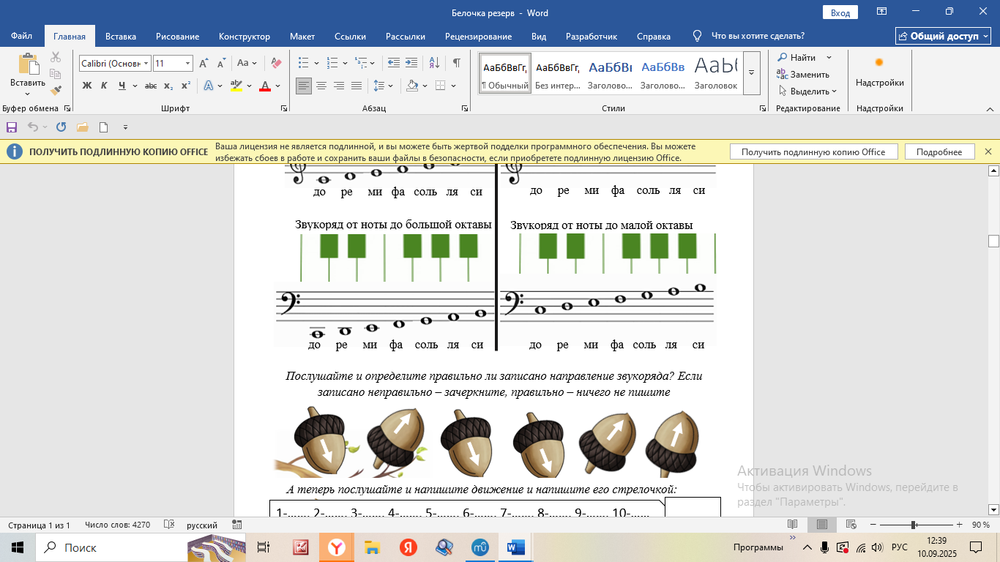 Белочка резерв - Word
Вход
Файл Главная Вставка Рисование Конструктор Макет Ссылки Рассылки Рецензирование Вид Разработчик Справка Что вы хотите сделать? Общий доступ
Вставить
Буфер обмена
Calibri (Основн 11
Aa
Ж К Ч abc x₂ x²
Шрифт
Абзац
АаБбВвГг, АаБбВвГг, АаБбВı АаБбВв АаЬб
¶ Обычный Без интер... Заголово... Заголово... Заголовок
Стили
Найти
Заменить
Выделить
Редактирование
Настройки
Настройки
ПОЛУЧИТЬ ПОДЛИННУЮ КОПИЮ OFFICE
Ваша лицензия не является подлинной, и вы можете быть жертвой подделки программного обеспечения. Вы можете
избежать сбоев в работе и сохранить ваши файлы в безопасности, если приобретете подлинную лицензию Office.
Получить подлинную копию Office
Подробнее
до ре ми фа соль ля си
до ре ми фа соль ля си
Звукоряд от ноты до большой октавы
Звукоряд от ноты до малой октавы
до ре ми фа соль ля си
до ре ми фа соль ля си
Послушайте и определите правильно ли записано направление звукоряда? Если
записано неправильно – зачеркните, правильно – ничего не пишите
А теперь послушайте и напишите движение и напишите его стрелочкой:
1-....... 2-....... 3-....... 4-....... 5-....... 6-....... 7-....... 8-....... 9-....... 10-......
Активация Windows
Чтобы активировать Windows, перейдите в
раздел "Параметры".
Страница 1 из 1 Число слов: 4270 русский 90 %
Поиск
Программы
РУС
12:39
10.09.2025